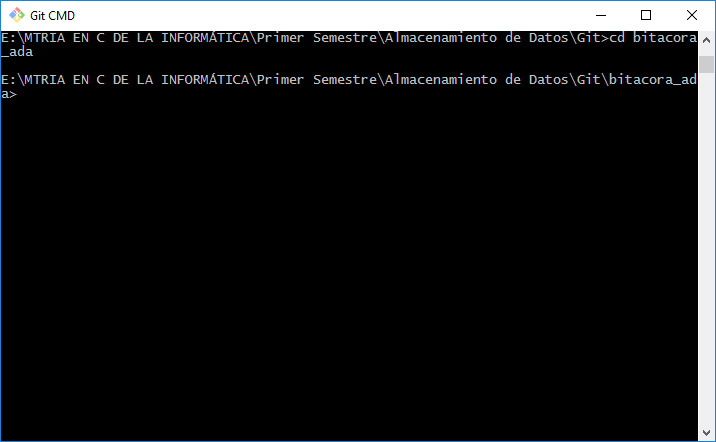 Git CMD
E:\MTRIA EN C DE LA INFORMÁTICA\Primer Semestre\Almacenamiento de Datos\Git>cd bitacora
_ada
E:\MTRIA EN C DE LA INFORMÁTICA\Primer Semestre\Almacenamiento de Datos\Git\bitacora_ad
a>